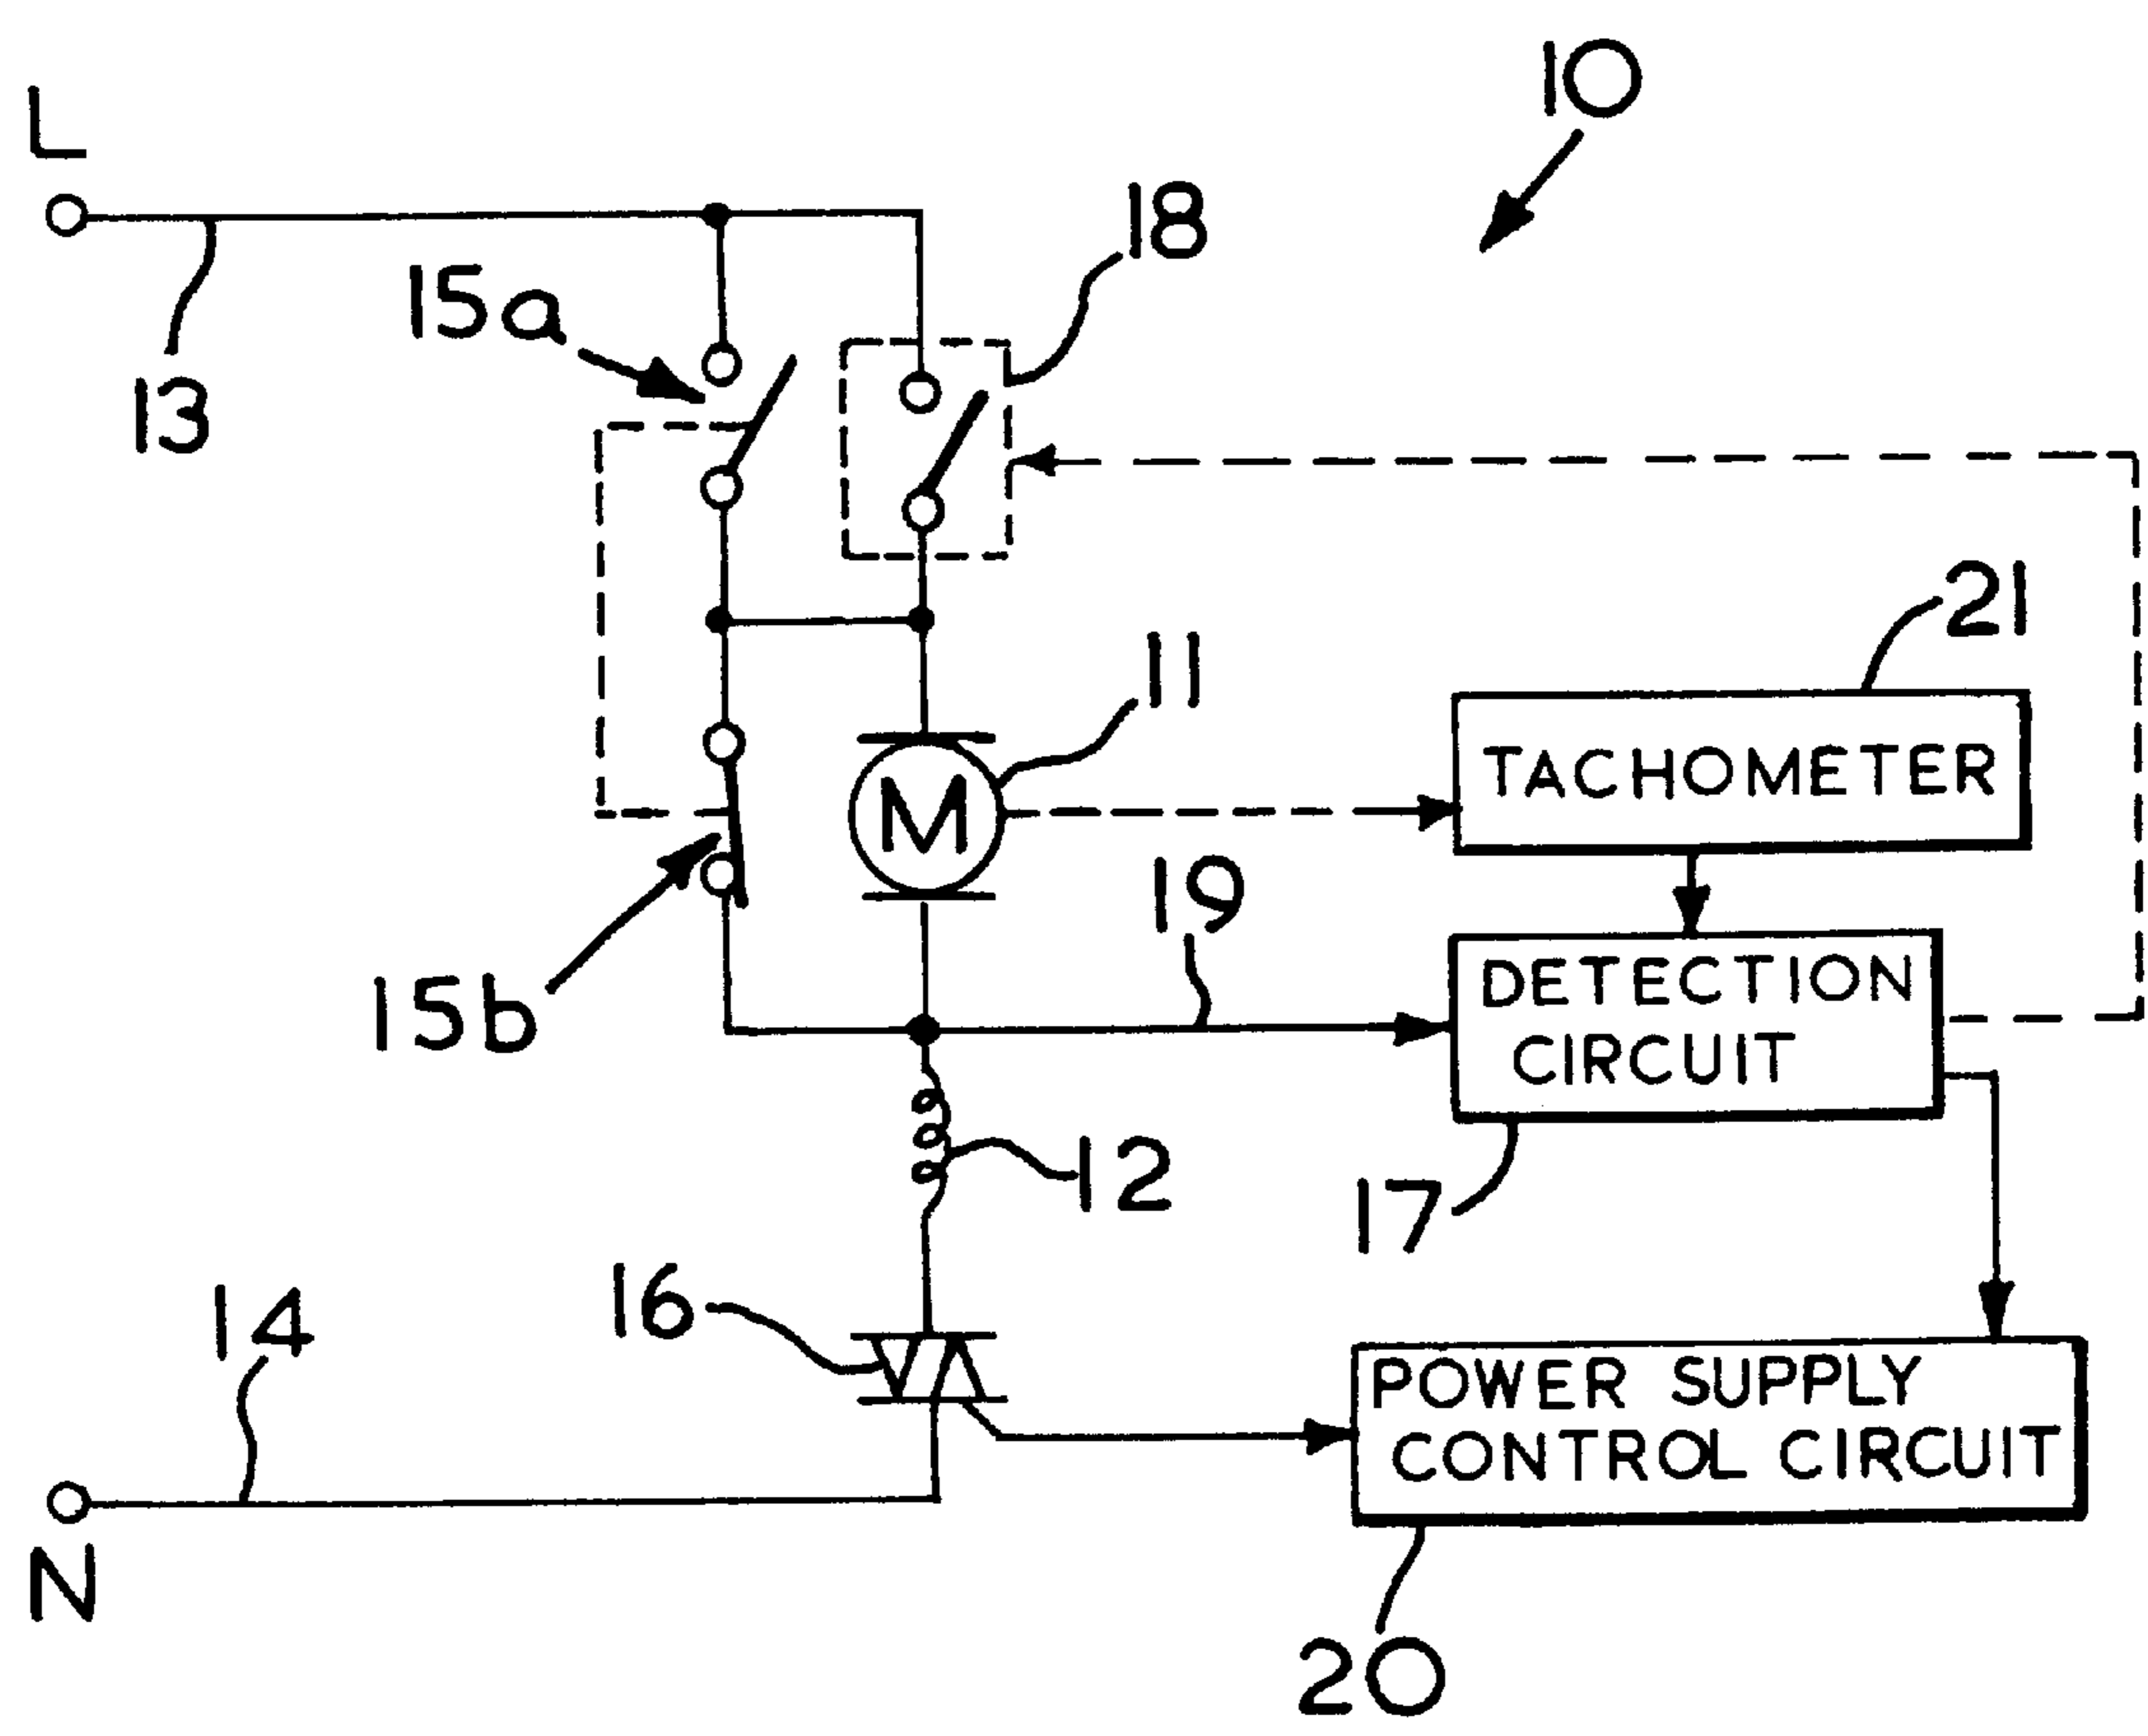 10
L
18
15a
13
21
11
M
TACHOMETER
19
DETECTION
CIRCUIT
15b
12
17
16
14
POWER SUPPLY
CONTROL CIRCUIT
N
20